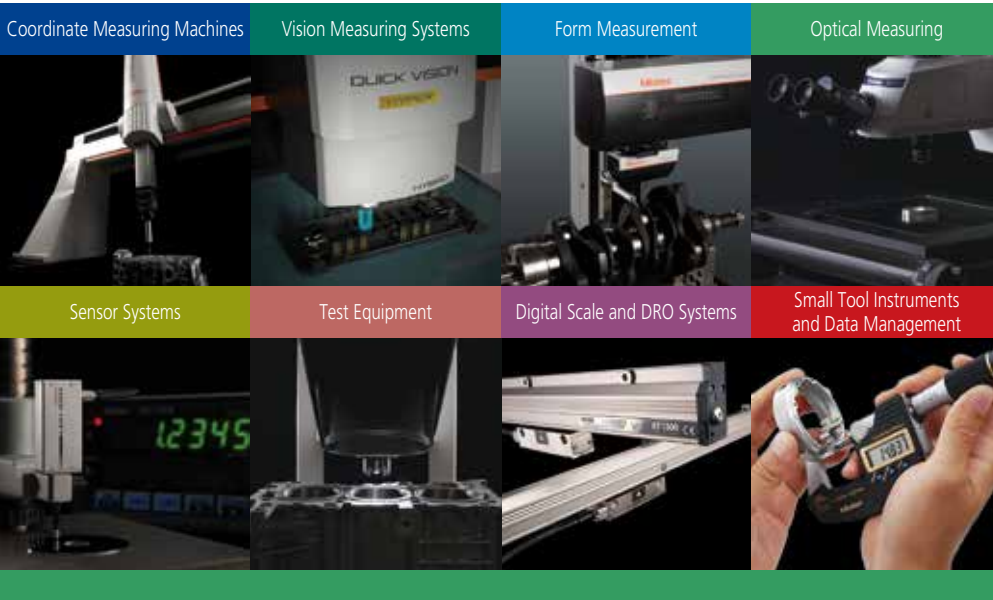 Coordinate Measuring Machines
Vision Measuring Systems
Form Measurement
Optical Measuring
QUICK VISION
HYBRID
Mitutoyo
Sensor Systems
Test Equipment
Digital Scale and DRO Systems
Small Tool Instruments
and Data Management
12345